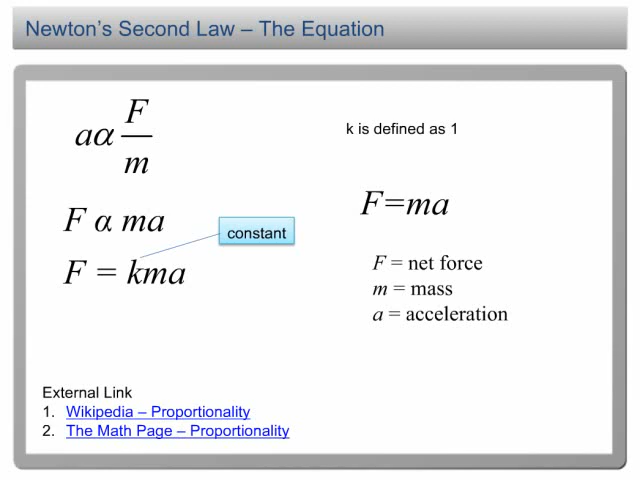 Newton’s Second Law – The Equation
aα F/m
F α ma
F = kma
constant
k is defined as 1
F=ma
F = net force
m = mass
a = acceleration
External Link
1. Wikipedia – Proportionality
2. The Math Page – Proportionality